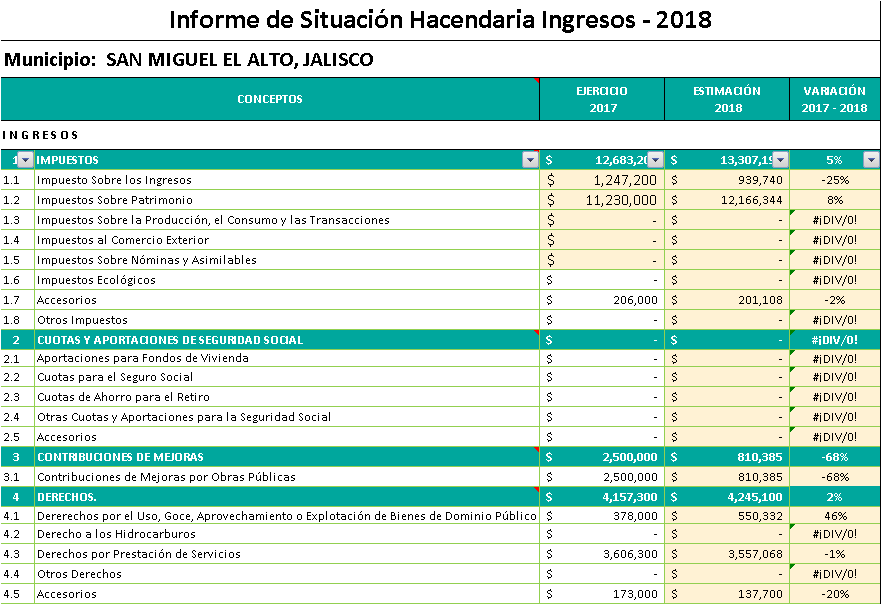 Informe de Situación Hacendaria Ingresos - 2018
Municipio: SAN MIGUEL EL ALTO, JALISCO
CONCEPTOS EJERCICIO 2017 ESTIMACIÓN 2018 VARIACIÓN 2017 - 2018
INGRESOS
1 IMPUESTOS $ 12,683,20 $ 13,307,19 5%
1.1 Impuesto Sobre los Ingresos $ 1,247,200 $ 939,740 -25%
1.2 Impuestos Sobre Patrimonio $ 11,230,000 $ 12,166,344 8%
1.3 Impuestos Sobre la Producción, el Consumo y las Transacciones $ - $ - #¡DIV/0!
1.4 Impuestos al Comercio Exterior $ - $ - #¡DIV/0!
1.5 Impuestos Sobre Nóminas y Asimilables $ - $ - #¡DIV/0!
1.6 Impuestos Ecológicos $ - $ - #¡DIV/0!
1.7 Accesorios $ 206,000 $ 201,108 -2%
1.8 Otros Impuestos $ - $ - #¡DIV/0!
2 CUOTAS Y APORTACIONES DE SEGURIDAD SOCIAL $ - $ - #¡DIV/0!
2.1 Aportaciones para Fondos de Vivienda $ - $ - #¡DIV/0!
2.2 Cuotas para el Seguro Social $ - $ - #¡DIV/0!
2.3 Cuotas de Ahorro para el Retiro $ - $ - #¡DIV/0!
2.4 Otras Cuotas y Aportaciones para la Seguridad Social $ - $ - #¡DIV/0!
2.5 Accesorios $ - $ - #¡DIV/0!
3 CONTRIBUCIONES DE MEJORAS $ 2,500,000 $ 810,385 -68%
3.1 Contribuciones de Mejoras por Obras Públicas $ 2,500,000 $ 810,385 -68%
4 DERECHOS. $ 4,157,300 $ 4,245,100 2%
4.1 Dererechos por el Uso, Goce, Aprovechamiento o Explotación de Bienes de Dominio Público $ 378,000 $ 550,332 46%
4.2 Derecho a los Hidrocarburos $ - $ - #¡DIV/0!
4.3 Derechos por Prestación de Servicios $ 3,606,300 $ 3,557,068 -1%
4.4 Otros Derechos $ - $ - #¡DIV/0!
4.5 Accesorios $ 173,000 $ 137,700 -20%